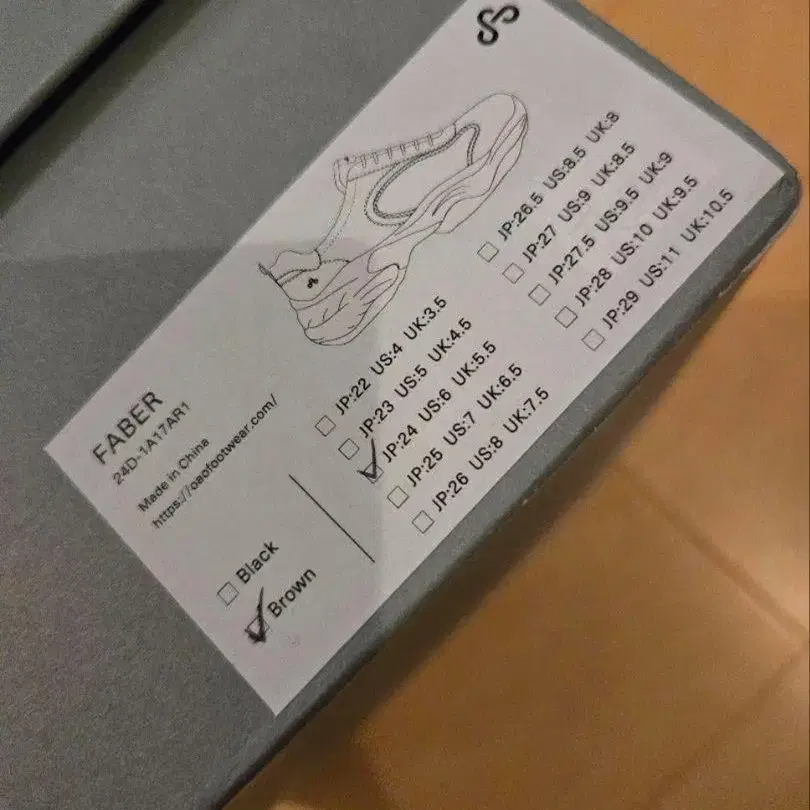 FABER
24D-1A17AR1
Made in China
https://oaofootwear.com/
Black
Brown
JP:22 US:4 UK:3.5
JP:23 US:5 UK:4.5
JP:24 US:6 UK:5.5
JP:25 US:7 UK:6.5
JP:26 US:8 UK:7.5
JP:26.5 US:8.5 UK:8
JP:27 US:9 UK:8.5
JP:27.5 US:9.5 UK:9
JP:28 US:10 UK:9.5
JP:29 US:11 UK:10.5